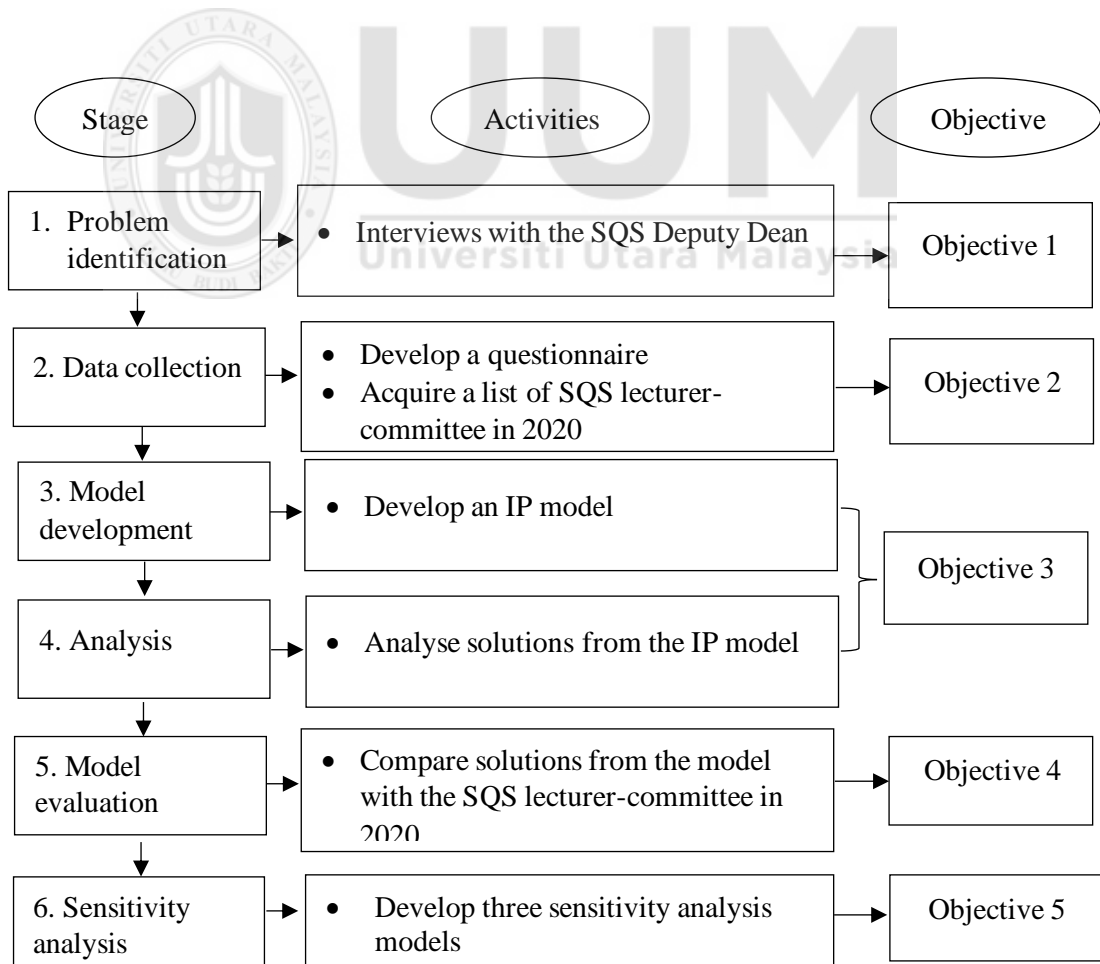 UNIVERSITI UTARA MALAYSIA
UUM
Universiti Utara Malaysia
Stage
Activities
Objective
1. Problem
identification
• Interviews with the SQS Deputy Dean
Objective 1
2. Data collection
• Develop a questionnaire
• Acquire a list of SQS lecturer-
committee in 2020
Objective 2
3. Model
development
• Develop an IP model
4. Analysis
• Analyse solutions from the IP model
Objective 3
5. Model
evaluation
• Compare solutions from the model
with the SQS lecturer-committee in
2020
Objective 4
6. Sensitivity
analysis
• Develop three sensitivity analysis
models
Objective 5